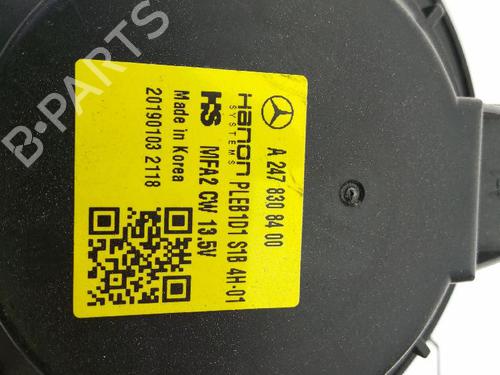 A 247 830 84 00
Hanon PLEB1D1 S1B 4H-01
SYSTEMS
HS MFA2 CW 13.5V
Made in Korea
20190103 2118
B-PARTS